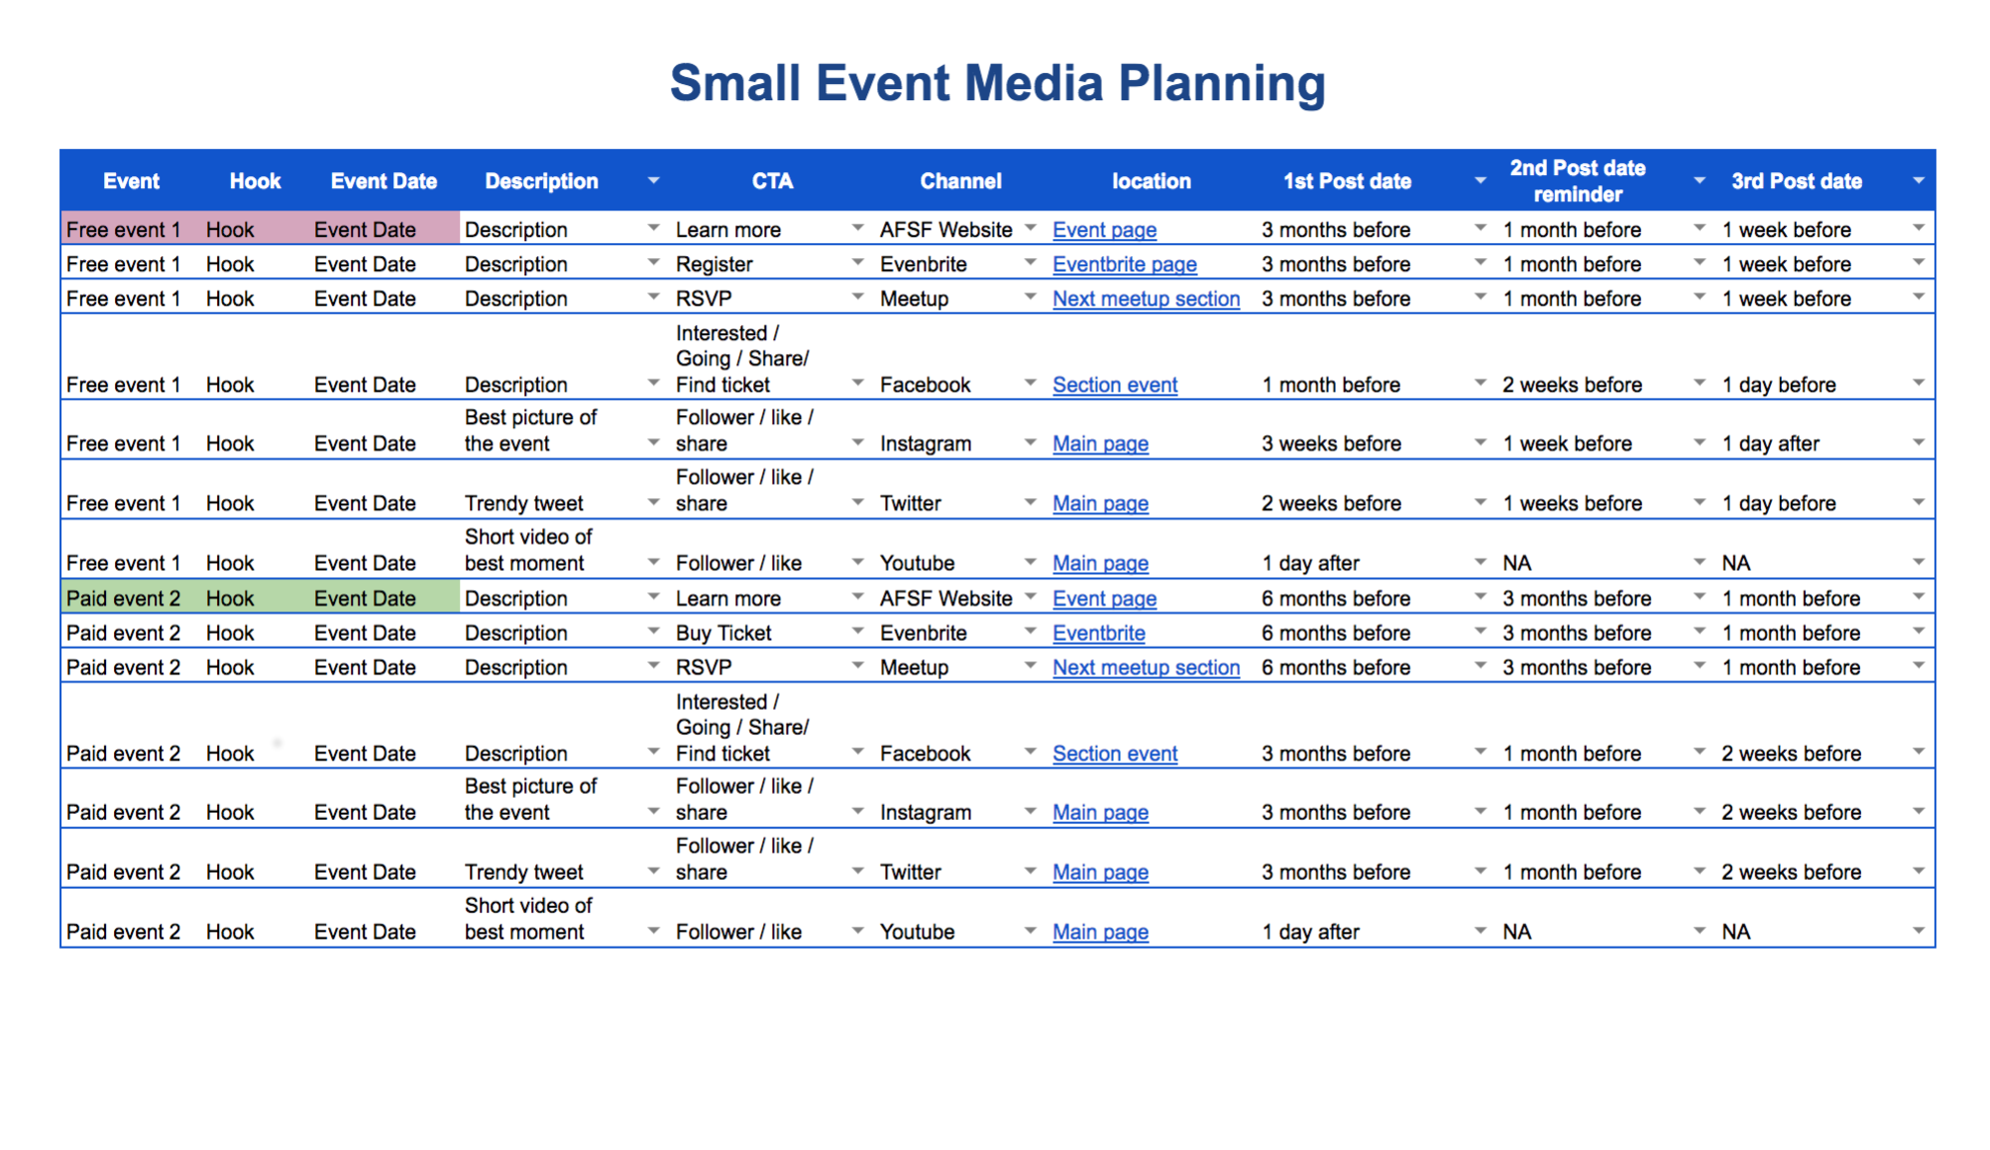 Small Event Media Planning
Event Hook Event Date Description CTA Channel location 1st Post date 2nd Post date reminder 3rd Post date
Free event 1 Hook Event Date Description Learn more AFSF Website Event page 3 months before 1 month before 1 week before
Free event 1 Hook Event Date Description Register Evenbrite Eventbrite page 3 months before 1 month before 1 week before
Free event 1 Hook Event Date Description RSVP Meetup Next meetup section 3 months before 1 month before 1 week before
Free event 1 Hook Event Date Description Interested / Going / Share/ Find ticket Facebook Section event 1 month before 2 weeks before 1 day before
Free event 1 Hook Event Date Best picture of the event Follower / like / share Instagram Main page 3 weeks before 1 week before 1 day after
Free event 1 Hook Event Date Trendy tweet Follower / like / share Twitter Main page 2 weeks before 1 weeks before 1 day before
Free event 1 Hook Event Date Short video of best moment Follower / like Youtube Main page 1 day after NA NA
Paid event 2 Hook Event Date Description Learn more AFSF Website Event page 6 months before 3 months before 1 month before
Paid event 2 Hook Event Date Description Buy Ticket Evenbrite Eventbrite 6 months before 3 months before 1 month before
Paid event 2 Hook Event Date Description RSVP Meetup Next meetup section 6 months before 3 months before 1 month before
Paid event 2 Hook Event Date Description Interested / Going / Share/ Find ticket Facebook Section event 3 months before 1 month before 2 weeks before
Paid event 2 Hook Event Date Best picture of the event Follower / like / share Instagram Main page 3 months before 1 month before 2 weeks before
Paid event 2 Hook Event Date Trendy tweet Follower / like / share Twitter Main page 3 months before 1 month before 2 weeks before
Paid event 2 Hook Event Date Short video of best moment Follower / like Youtube Main page 1 day after NA NA